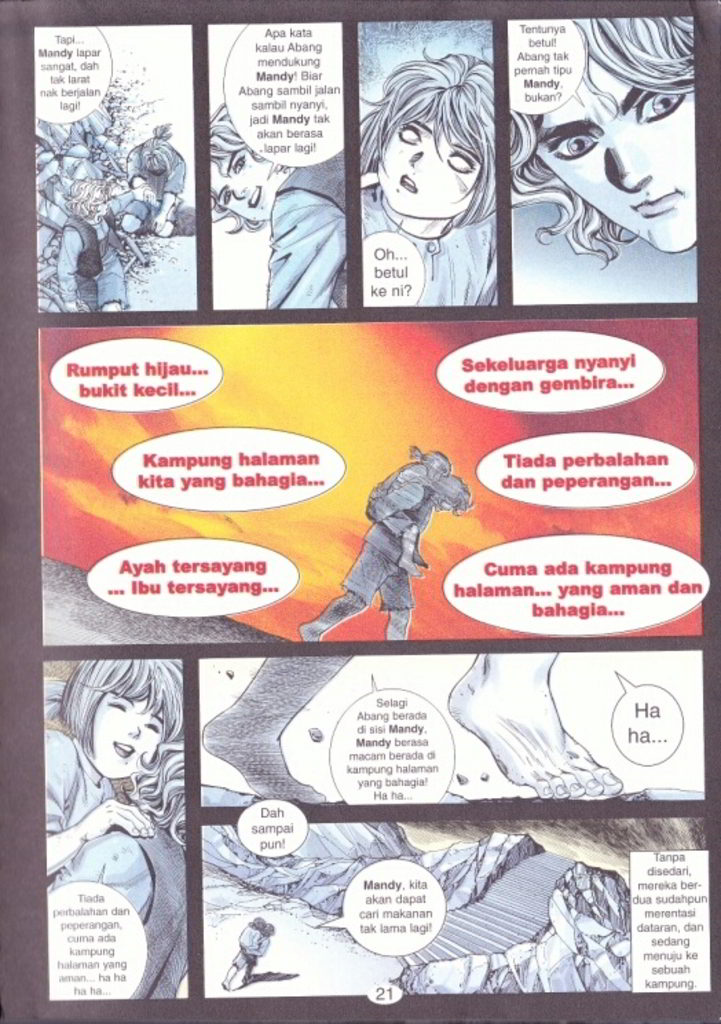 Tapi...
Mandy lapar
sangat, dah
tak larat
nak berjalan
lagi!
Apa kata
kalau Abang
mendukung
Mandy! Biar
Abang sambil jalan
sambil nyanyi,
jadi Mandy tak
akan berasa
lapar lagi!
Oh...
betul
ke ni?
Tentunya
betul!
Abang tak
pernah tipu
Mandy,
bukan?
Rumput hijau...
bukit kecil...
Kampung halaman
kita yang bahagia...
Ayah tersayang
... Ibu tersayang...
Sekeluarga nyanyi
dengan gembira...
Tiada perbalahan
dan peperangan...
Cuma ada kampung
halaman... yang aman dan
bahagia...
Tiada
perbalahan dan
peperangan,
cuma ada
kampung
halaman yang
aman... ha ha
ha ha...
Selagi
Abang berada
di sisi Mandy,
Mandy berasa
macam berada di
kampung halaman
yang bahagia!
Ha ha...
Ha
ha...
Dah
sampai
pun!
Mandy, kita
akan dapat
cari makanan
tak lama lagi!
Tanpa
disedari,
mereka ber-
dua sudahpun
merentasi
dataran, dan
sedang
menuju ke
sebuah
kampung.
21